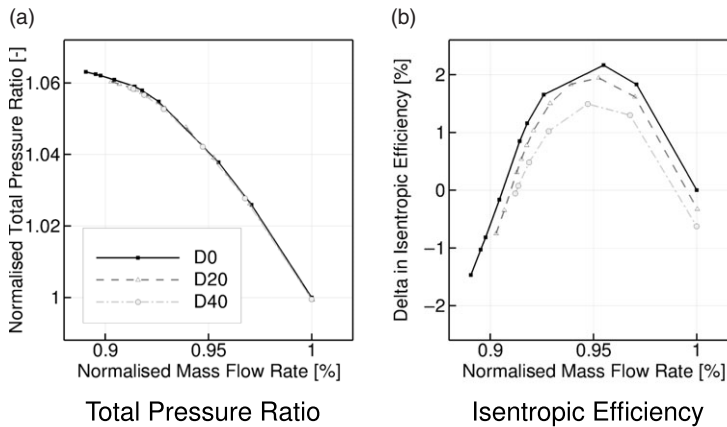 (a)
Normalised Total Pressure Ratio [-]
1.06
1.04
1.02
1
D0
D20
D40
0.9 0.95 1
Normalised Mass Flow Rate [%]
Total Pressure Ratio
(b)
Delta in Isentropic Efficiency [%]
2
1
0
−1
−2
0.9 0.95 1
Normalised Mass Flow Rate [%]
Isentropic Efficiency